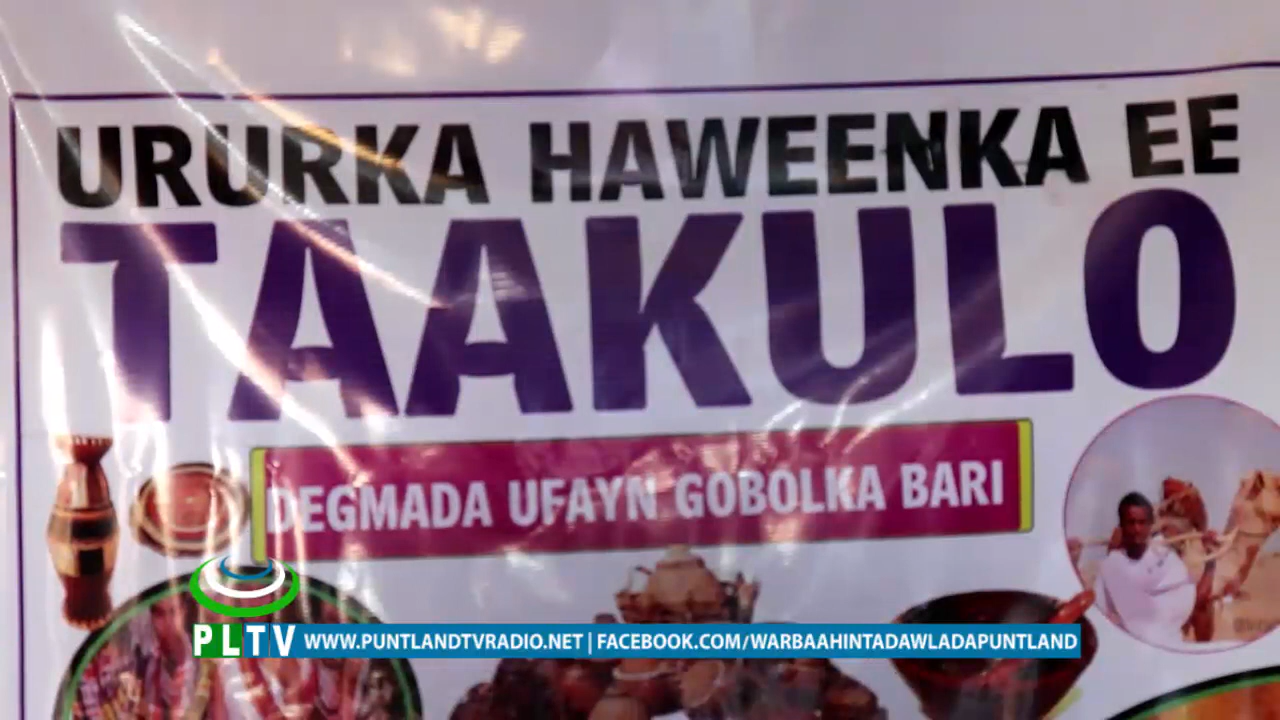 URURKA HAWEENKA EE
TAAKULO
DEGMADA UFAYN GOBOLKA BARI
PLTV WWW.PUNTLANDTVRADIO.NET | FACEBOOK.COM/WARBAAHINTADAWLADAPUNTLAND